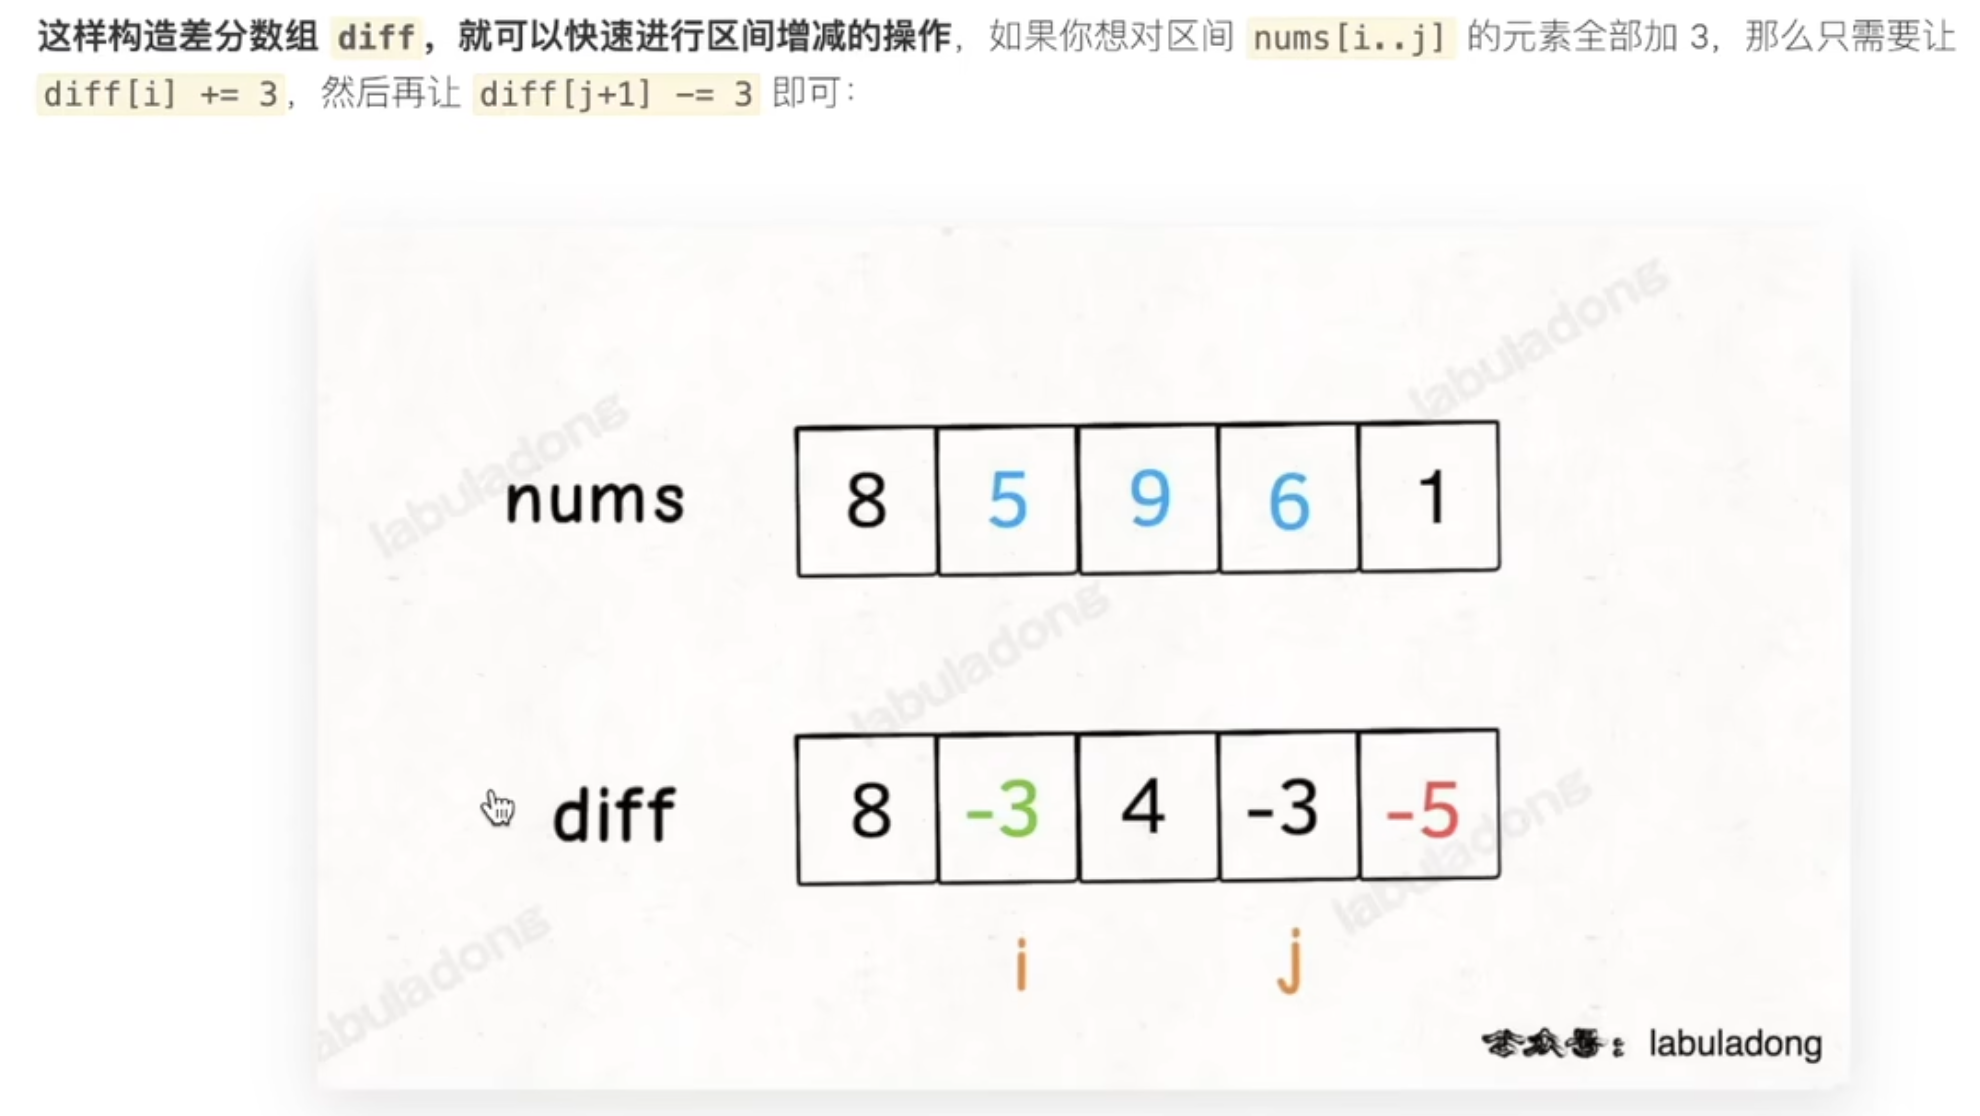 这样构造差分数组 diff，就可以快速进行区间增减的操作，如果你想对区间 nums[i..j] 的元素全部加 3，那么只需要让
diff[i] += 3，然后再让 diff[j+1] -= 3 即可：
labuladong
labuladong
nums 8 5 9 6 1
labuladong
diff 8 -3 4 -3 -5
labuladong
i j
labuladong
公众号：labuladong